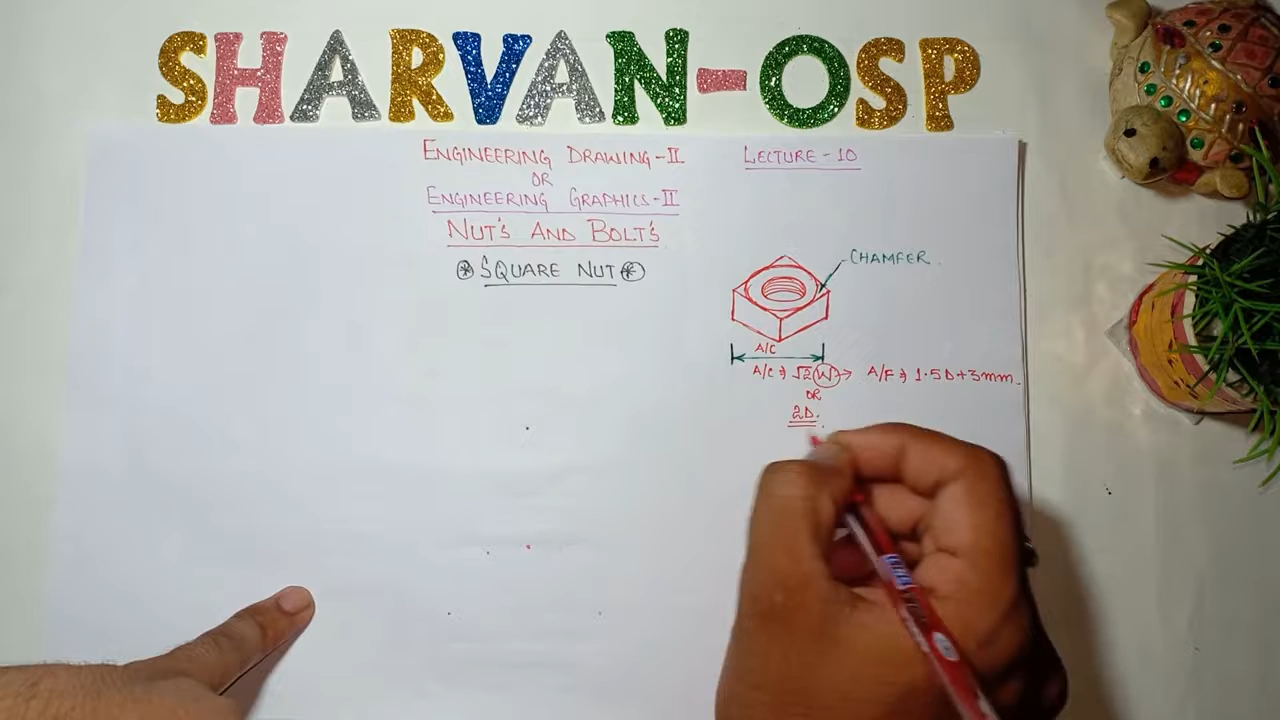 SHARVAN-OSP
ENGINEERING DRAWING-II
OR
ENGINEERING GRAPHICS-II
LECTURE - 10
NUT'S AND BOLT'S
SQUARE NUT
CHAMFER
A/C
A/C ⇒ √2 W → A/F ⇒ 1.5D+3mm.
OR
2D.